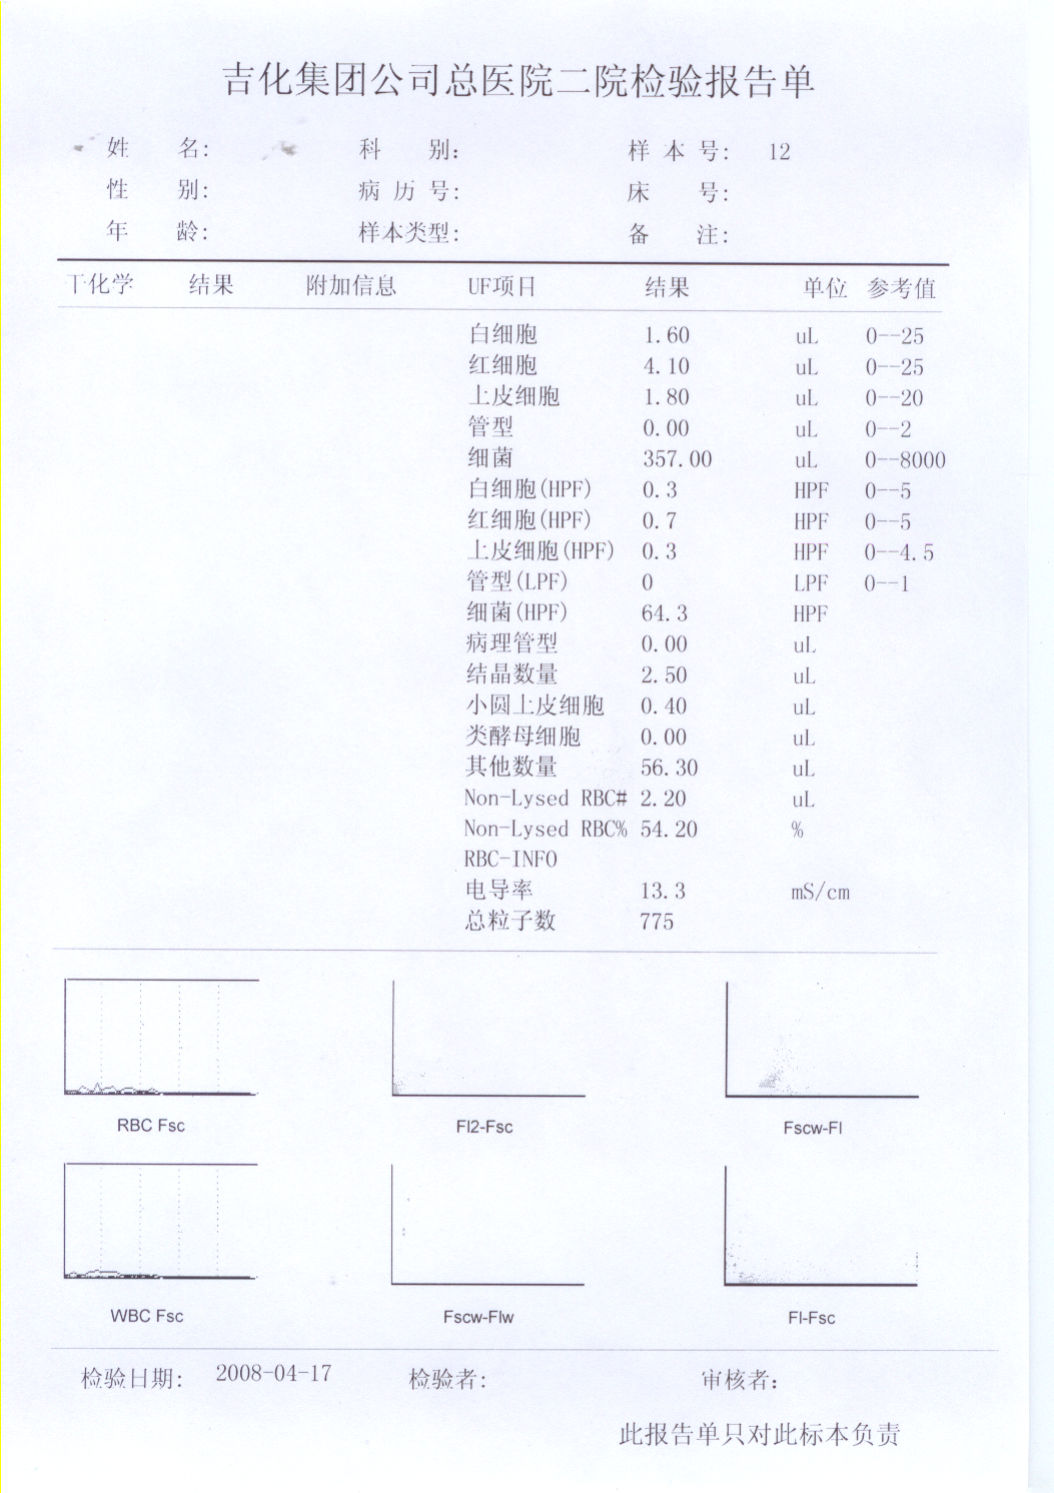 吉化集团公司总医院二院检验报告单
姓 名: 科 别: 样本号: 12
性 别: 病历号: 床 号:
年 龄: 样本类型: 备 注:
干化学 结果 附加信息 UF项目 结果 单位 参考值
白细胞 1.60 uL 0--25
红细胞 4.10 uL 0--25
上皮细胞 1.80 uL 0--20
管型 0.00 uL 0--2
细菌 357.00 uL 0--8000
白细胞(HPF) 0.3 HPF 0--5
红细胞(HPF) 0.7 HPF 0--5
上皮细胞(HPF) 0.3 HPF 0--4.5
管型(LPF) 0 LPF 0--1
细菌(HPF) 64.3 HPF
病理管型 0.00 uL
结晶数量 2.50 uL
小圆上皮细胞 0.40 uL
类酵母细胞 0.00 uL
其他数量 56.30 uL
Non-Lysed RBC# 2.20 uL
Non-Lysed RBC% 54.20 %
RBC-INFO
电导率 13.3 mS/cm
总粒子数 775
RBC Fsc Fl2-Fsc Fscw-Fl
WBC Fsc Fscw-Flw Fl-Fsc
检验日期: 2008-04-17 检验者: 审核者:
此报告单只对此标本负责